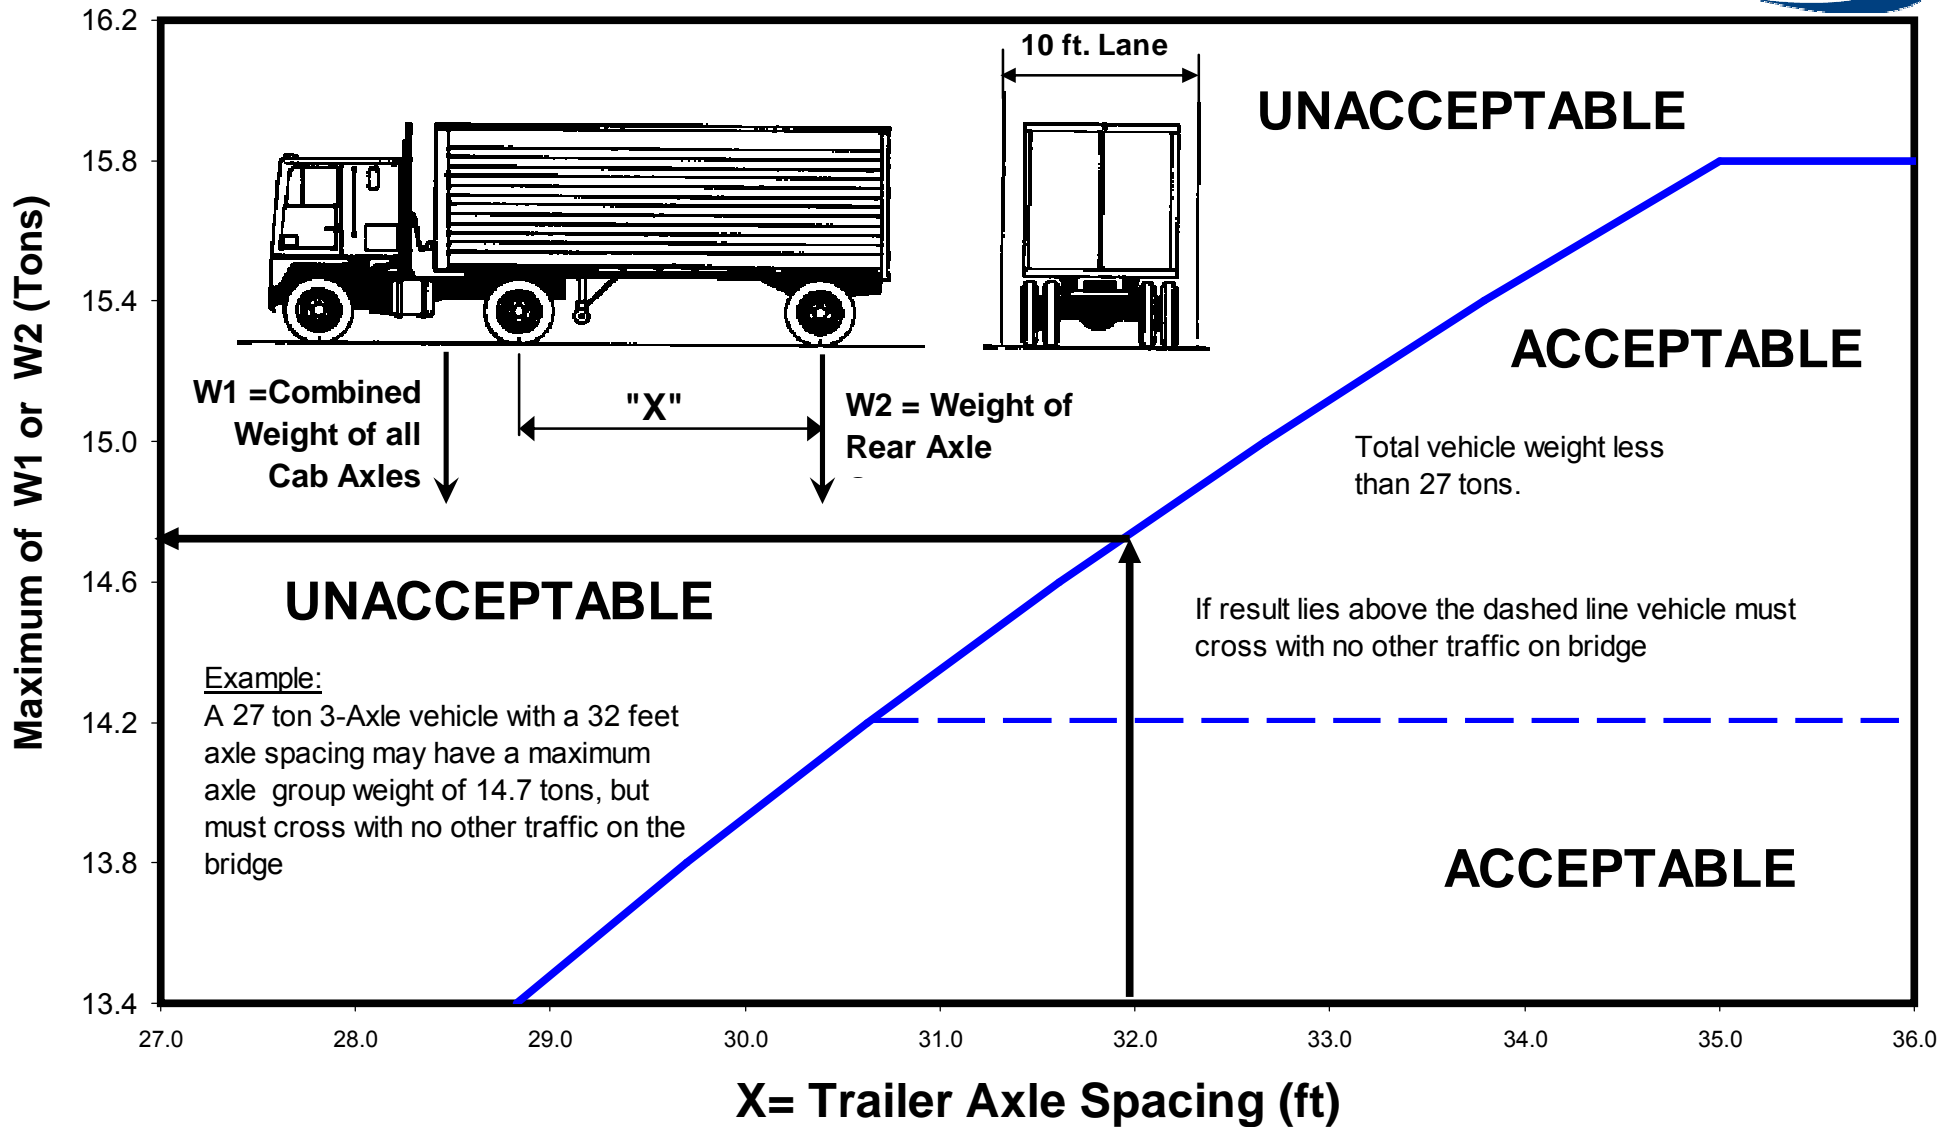 16.2
15.8
15.4
15.0
14.6
14.2
13.8
13.4
Maximum of W1 or W2 (Tons)
10 ft. Lane
UNACCEPTABLE
W1 =Combined
Weight of all
Cab Axles
"X"
W2 = Weight of
Rear Axle
ACCEPTABLE
Total vehicle weight less
than 27 tons.
UNACCEPTABLE
If result lies above the dashed line vehicle must
cross with no other traffic on bridge
Example:
A 27 ton 3-Axle vehicle with a 32 feet
axle spacing may have a maximum
axle group weight of 14.7 tons, but
must cross with no other traffic on the
bridge
ACCEPTABLE
27.0 28.0 29.0 30.0 31.0 32.0 33.0 34.0 35.0 36.0
X= Trailer Axle Spacing (ft)